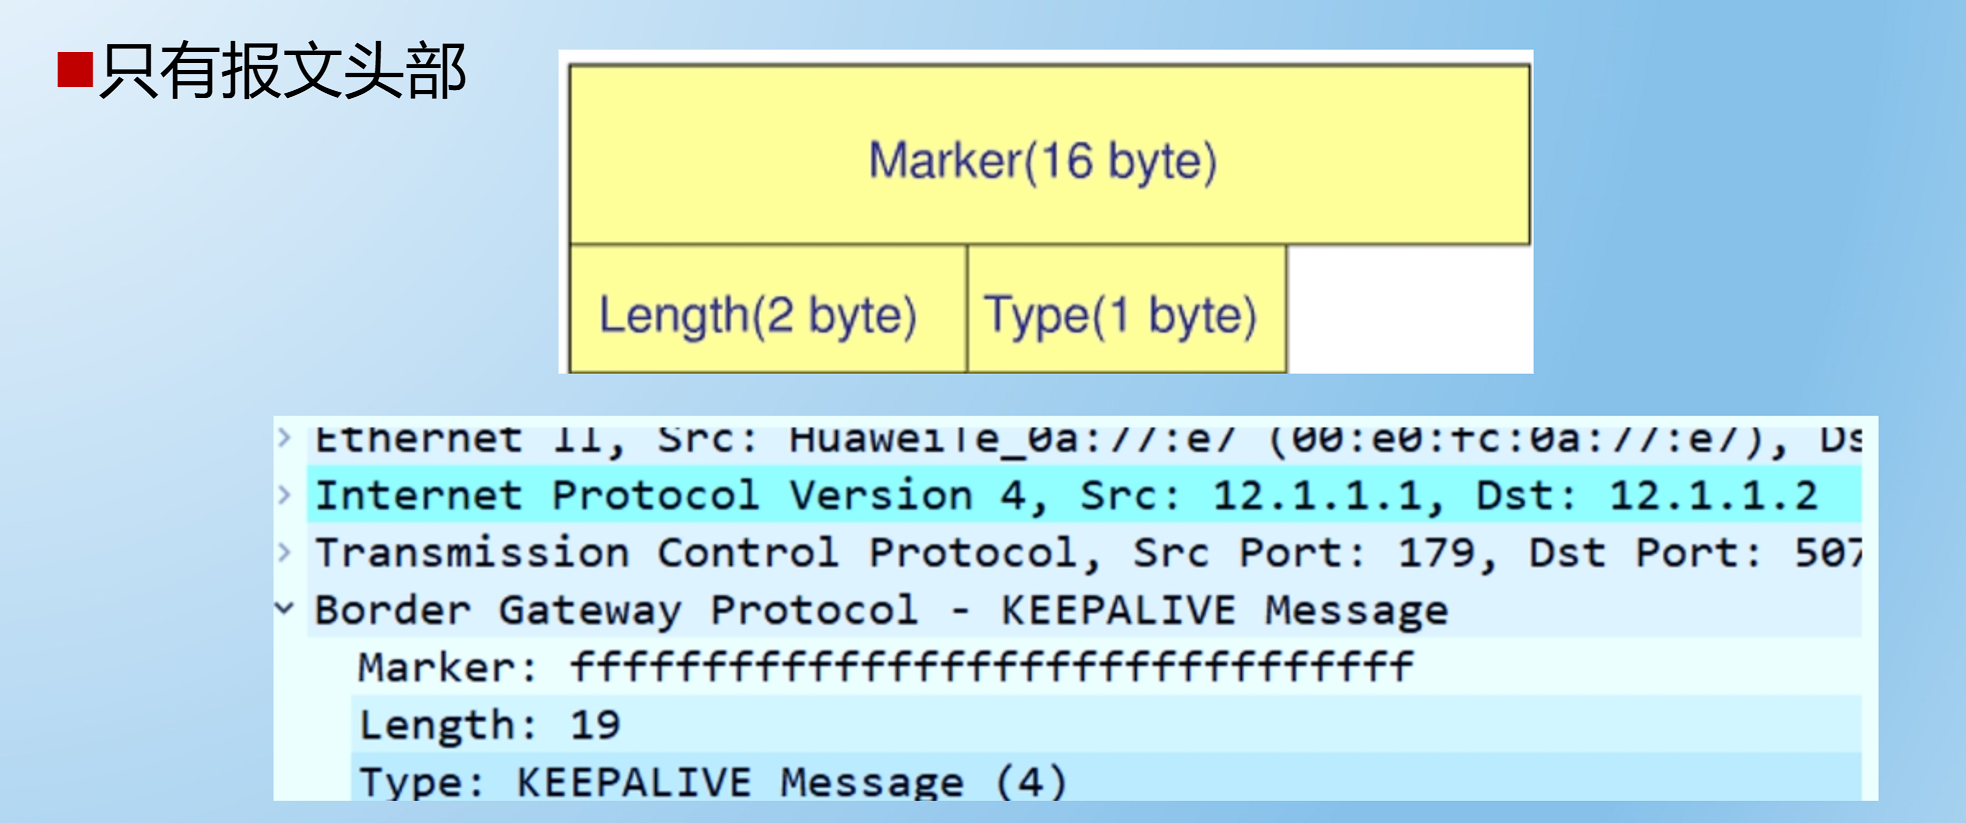 只有报文头部
Marker(16 byte)
Length(2 byte) Type(1 byte)
Ethernet II, Src: HuaweiTe_0a:77:e7 (00:e0:fc:0a:77:e7), Ds
Internet Protocol Version 4, Src: 12.1.1.1, Dst: 12.1.1.2
Transmission Control Protocol, Src Port: 179, Dst Port: 507
Border Gateway Protocol - KEEPALIVE Message
Marker: ffffffffffffffffffffffffffffffff
Length: 19
Type: KEEPALIVE Message (4)